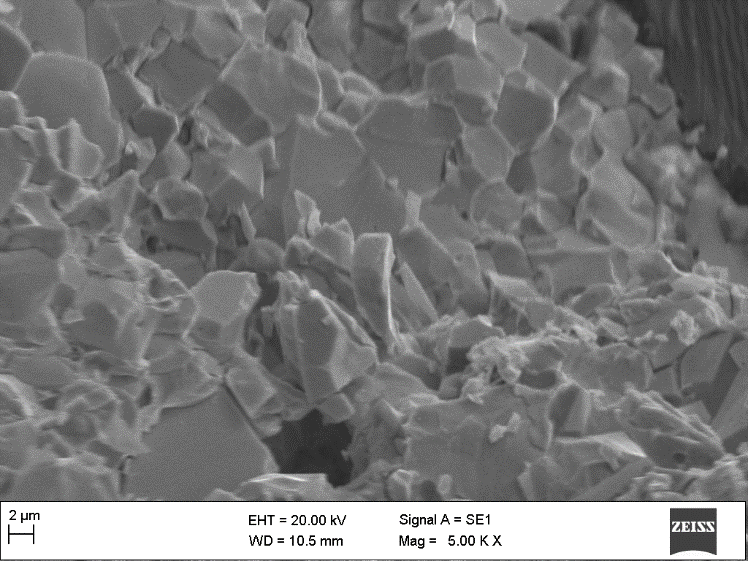 2 µm
EHT = 20.00 kV
Signal A = SE1
WD = 10.5 mm
Mag = 5.00 K X
ZEISS